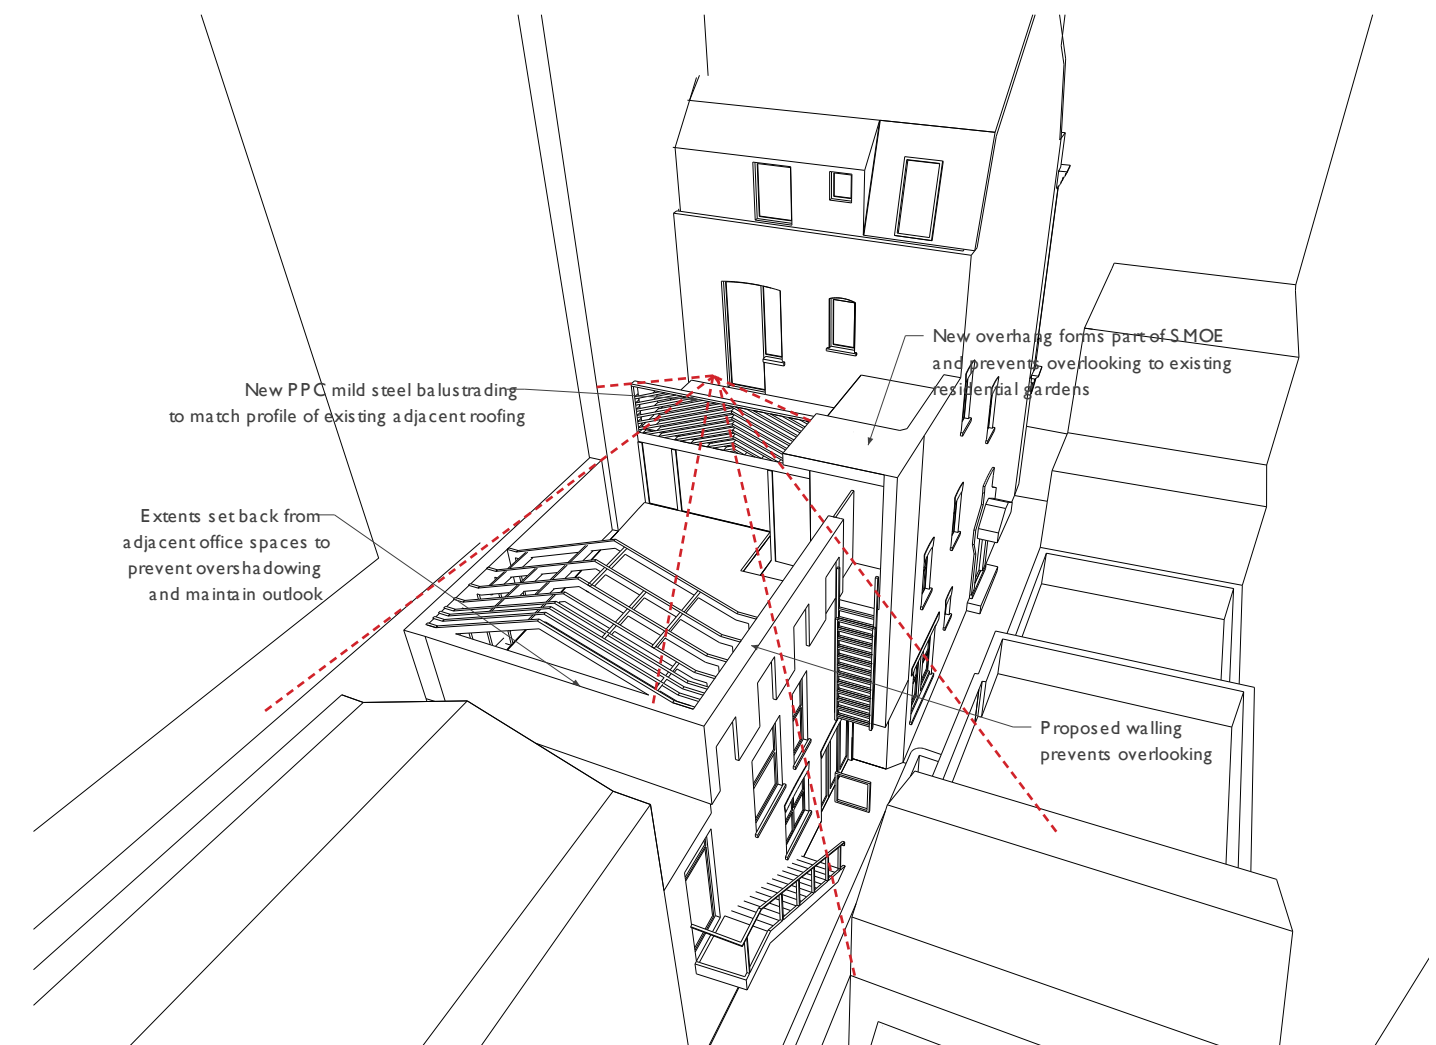 New overhang forms part of SMOE
and prevents overlooking to existing
residential gardens
New PPC mild steel balustrading
to match profile of existing adjacent roofing
Extents set back from
adjacent office spaces to
prevent overshadowing
and maintain outlook
Proposed walling
prevents overlooking